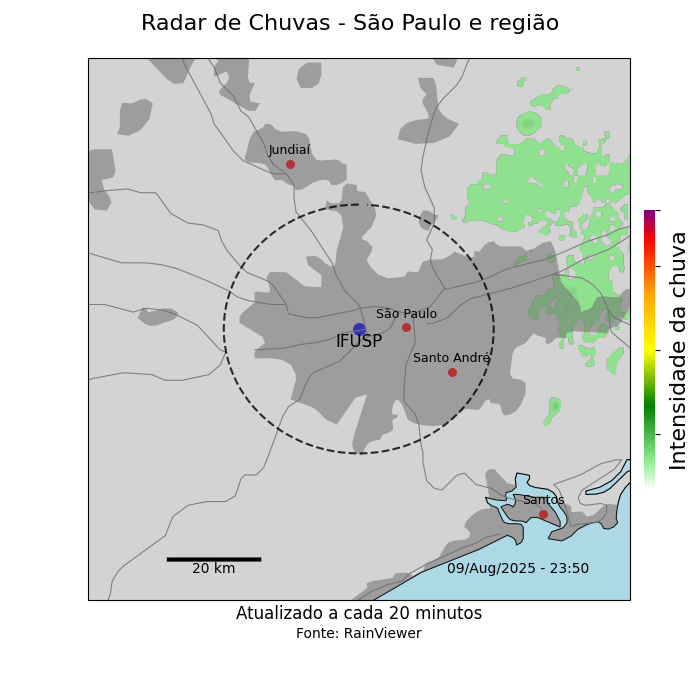 Radar de Chuvas - São Paulo e região
Jundiaí
São Paulo
IFUSP
Santo André
Santos
20 km
09/Aug/2025 - 23:50
Intensidade da chuva
Atualizado a cada 20 minutos
Fonte: RainViewer